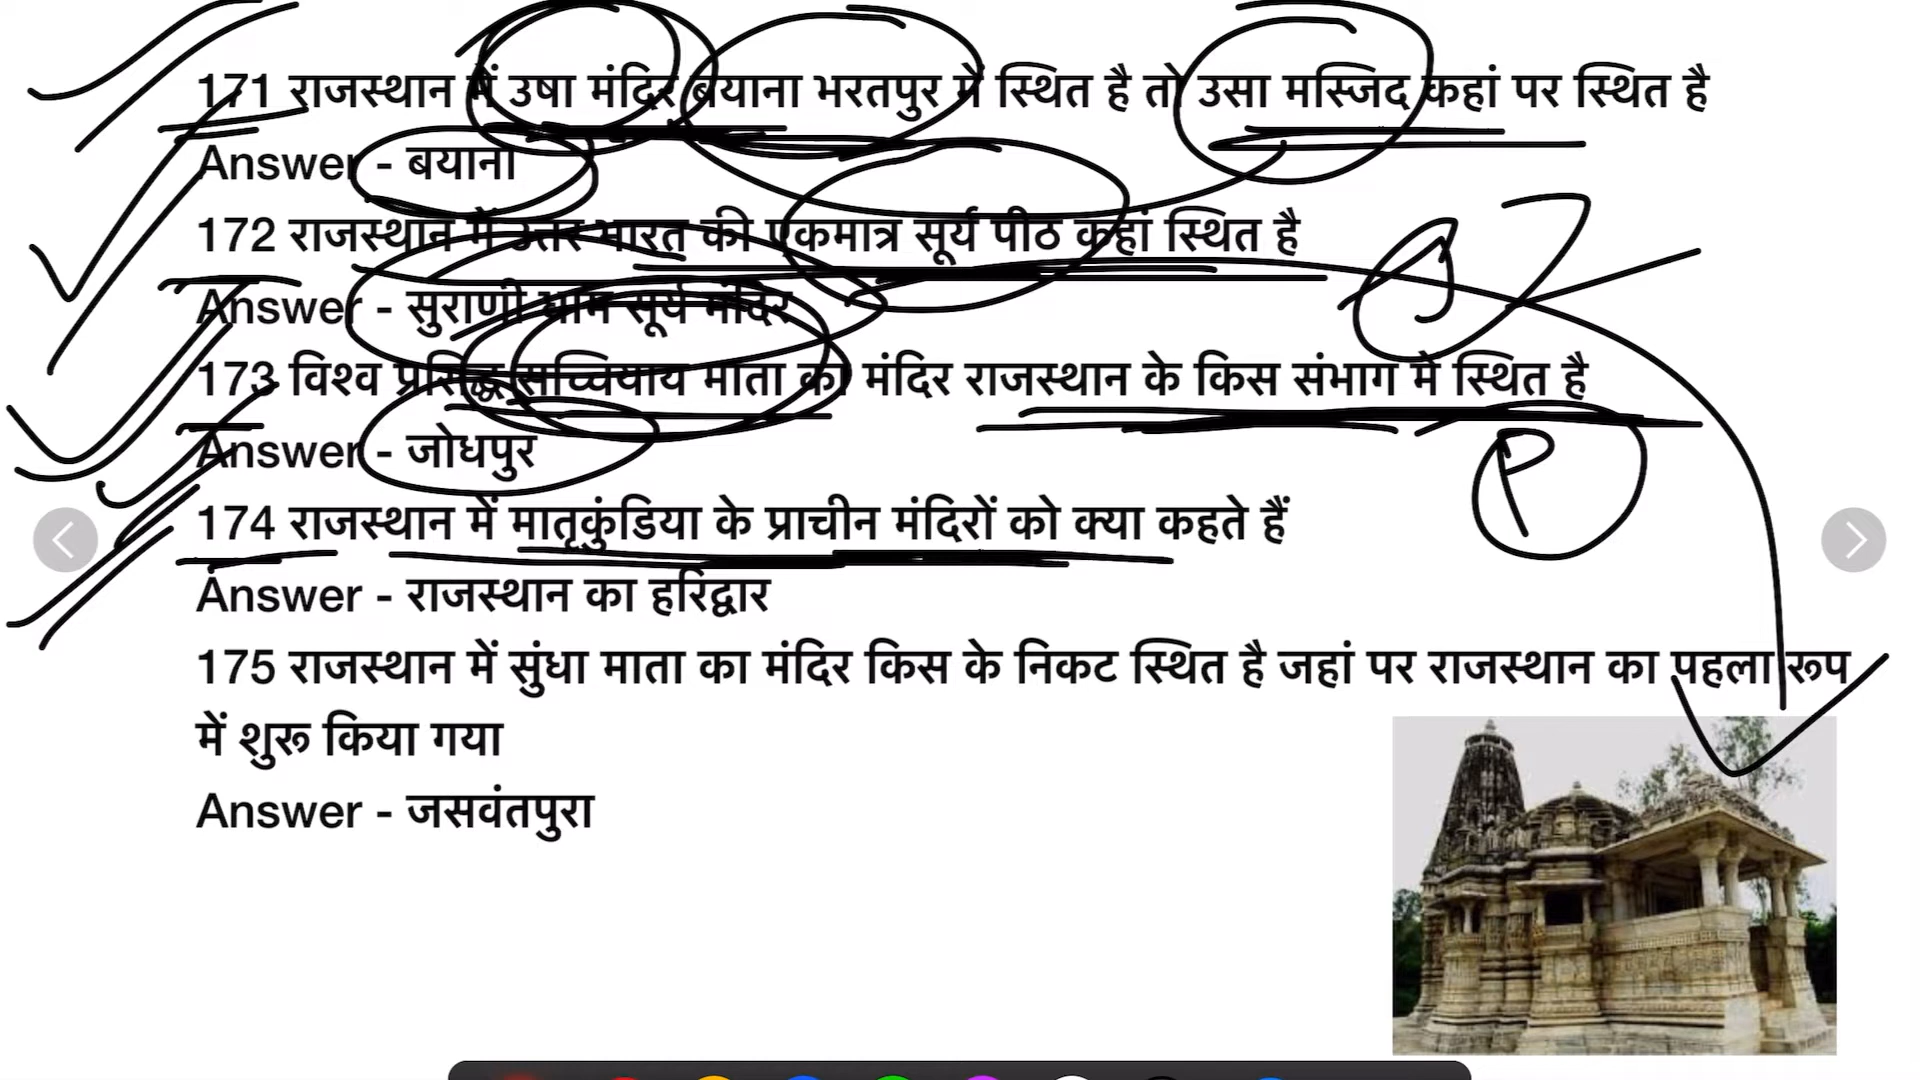 171 राजस्थान में उषा मंदिर बयाना भरतपुर मे स्थित है तो उसा मस्जिद कहां पर स्थित है
Answer - बयाना
172 राजस्थान में उत्तर भारत की एकमात्र सूर्य पीठ कहां स्थित है
Answer - सुराणी धाम सूर्य मंदिर
173 विश्व प्रसिद्ध सच्चियाय माता का मंदिर राजस्थान के किस संभाग मे स्थित है
Answer - जोधपुर
P
174 राजस्थान में मातृकुंडिया के प्राचीन मंदिरों को क्या कहते हैं
Answer - राजस्थान का हरिद्वार
175 राजस्थान में सुंधा माता का मंदिर किस के निकट स्थित है जहां पर राजस्थान का पहला रूप
में शुरू किया गया
Answer - जसवंतपुरा